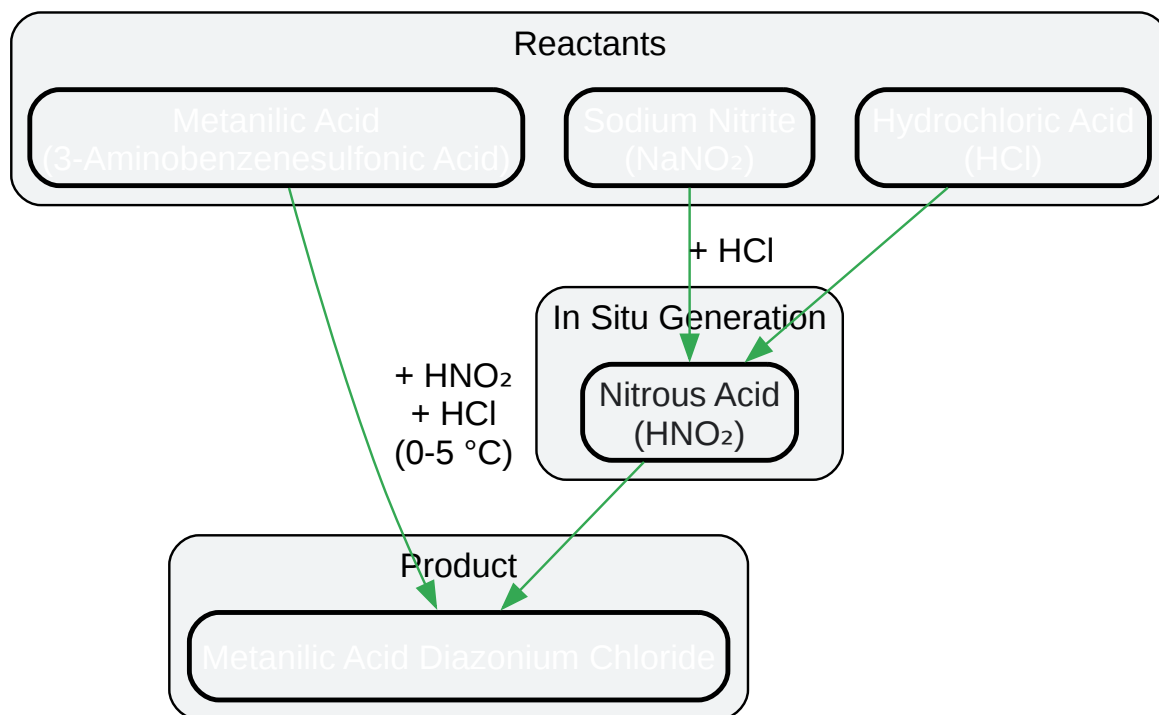 Reactants
Metanilic Acid
(3-Aminobenzenesulfonic Acid)
Sodium Nitrite
(NaNO₂)
Hydrochloric Acid
(HCl)
+ HCl
In Situ Generation
Nitrous Acid
(HNO₂)
+ HNO₂
+ HCl
(0-5 °C)
Product
Metanilic Acid Diazonium Chloride